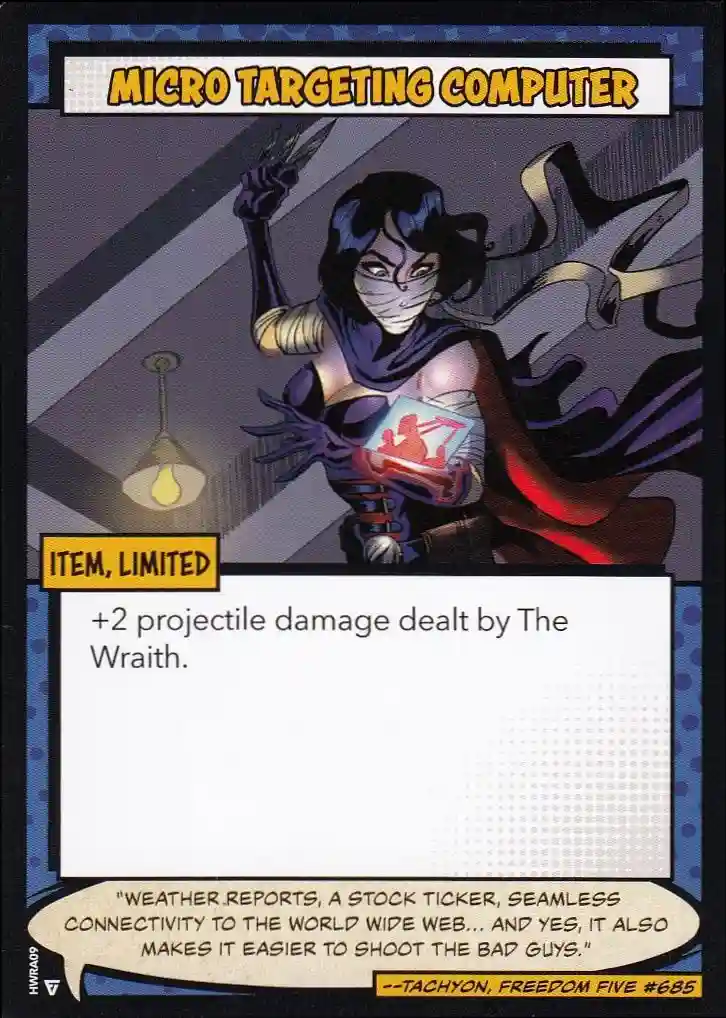 MICRO TARGETING COMPUTER
ITEM, LIMITED
+2 projectile damage dealt by The
Wraith.
"WEATHER REPORTS, A STOCK TICKER, SEAMLESS
CONNECTIVITY TO THE WORLD WIDE WEB... AND YES, IT ALSO
MAKES IT EASIER TO SHOOT THE BAD GUYS."
--TACHYON, FREEDOM FIVE #685
HWRA09